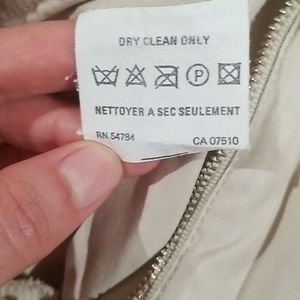 DRY CLEAN ONLY
P
NETTOYER A SEC SEULEMENT
RN 54784 CA 07510